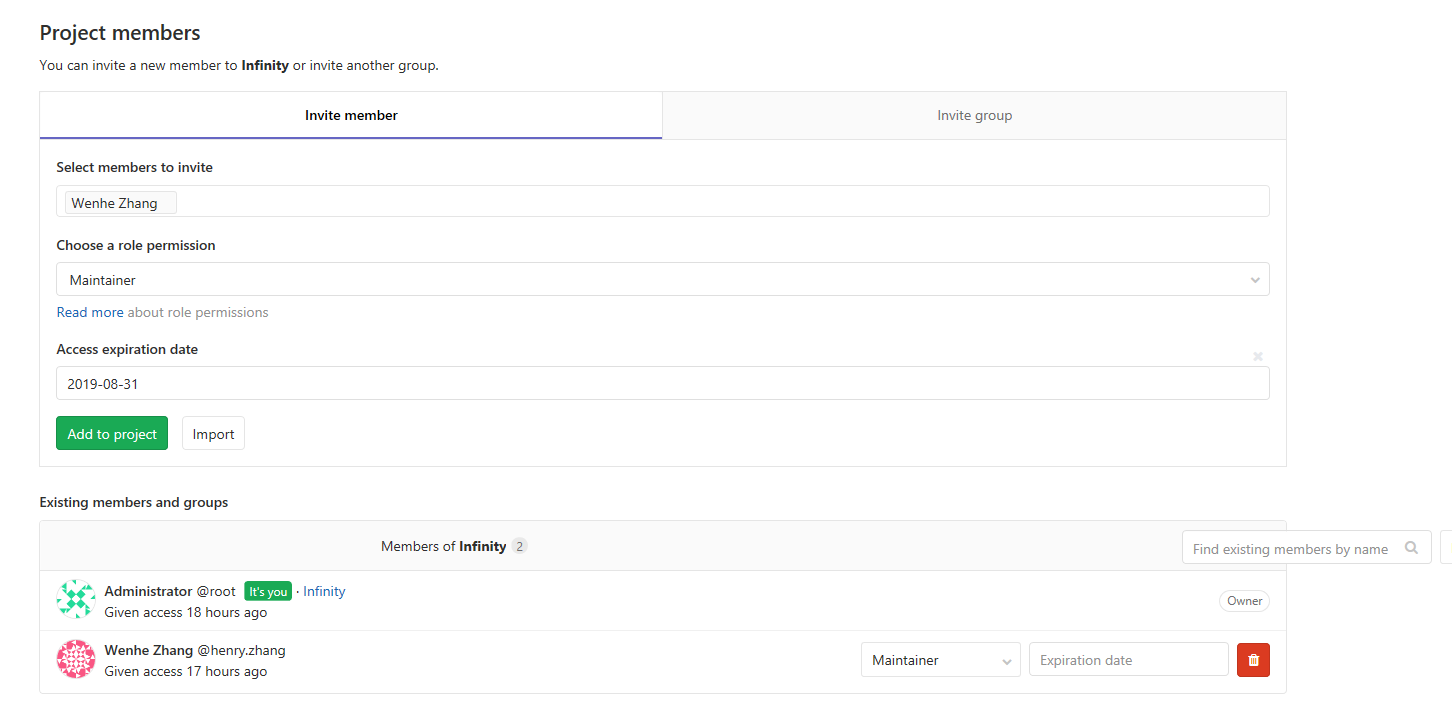 Project members
You can invite a new member to Infinity or invite another group.
Invite member
Invite group
Select members to invite
Wenhe Zhang
Choose a role permission
Maintainer
Read more about role permissions
Access expiration date
2019-08-31
Add to project
Import
Existing members and groups
Members of Infinity 2
Find existing members by name
Administrator @root It's you · Infinity
Given access 18 hours ago
Owner
Wenhe Zhang @henry.zhang
Given access 17 hours ago
Maintainer
Expiration date